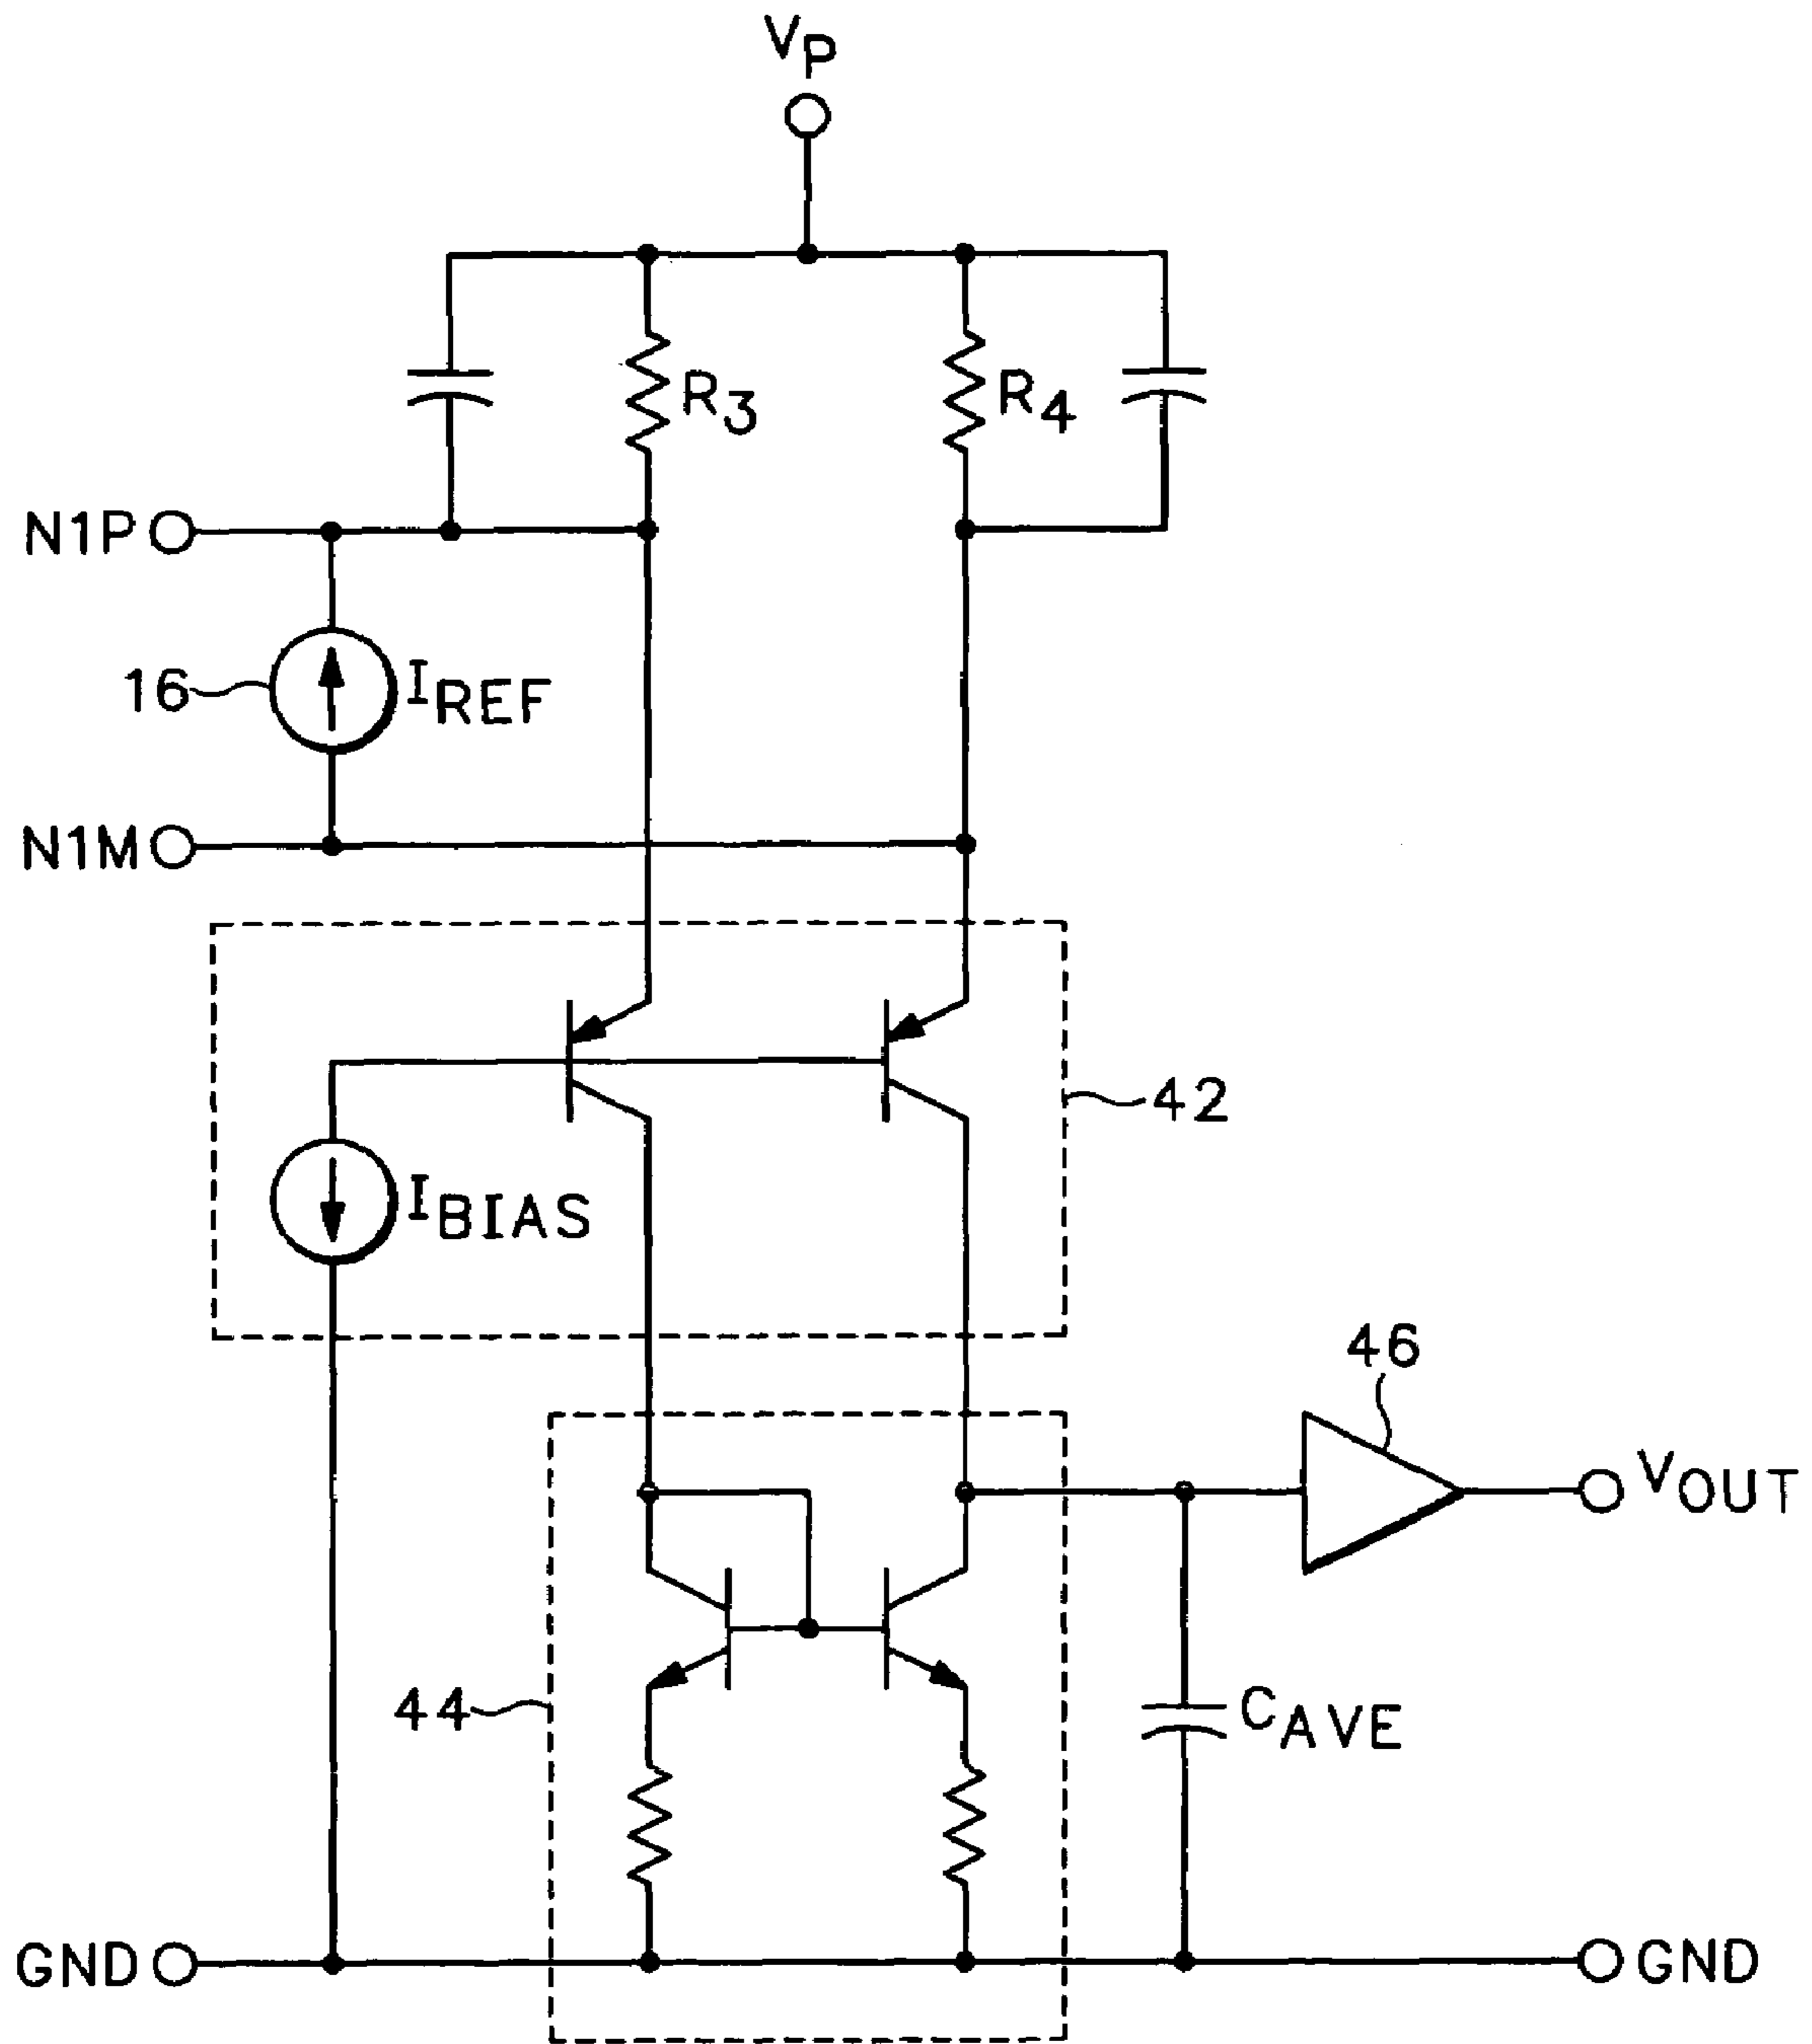 VP
R3
R4
N1P
16
IREF
N1M
42
IBIAS
46
VOUT
44
CAVE
GND
GND